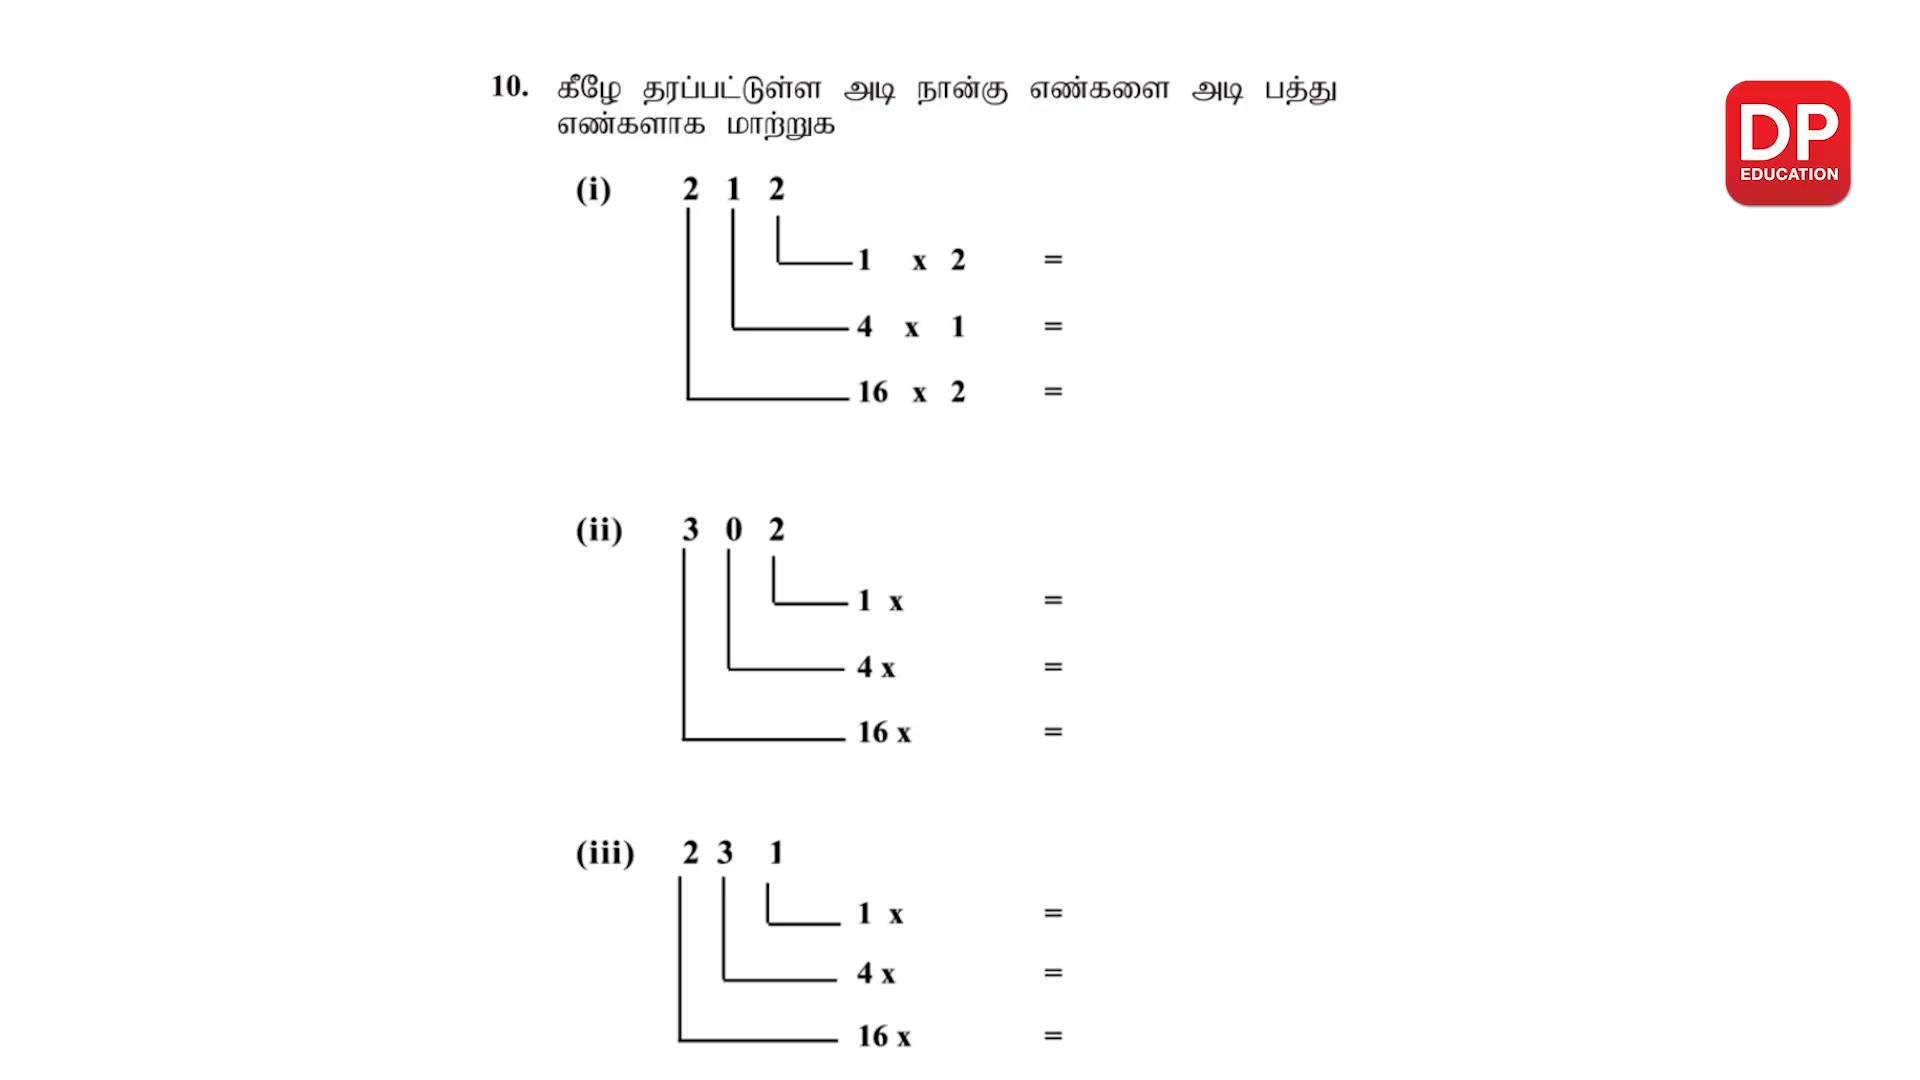 10. கீழே தரப்பட்டுள்ள அடி நான்கு எண்களை அடி பத்து
எண்களாக மாற்றுக
DP
EDUCATION
(i) 2 1 2
1 x 2 =
4 x 1 =
16 x 2 =
(ii) 3 0 2
1 x =
4 x =
16 x =
(iii) 2 3 1
1 x =
4 x =
16 x =